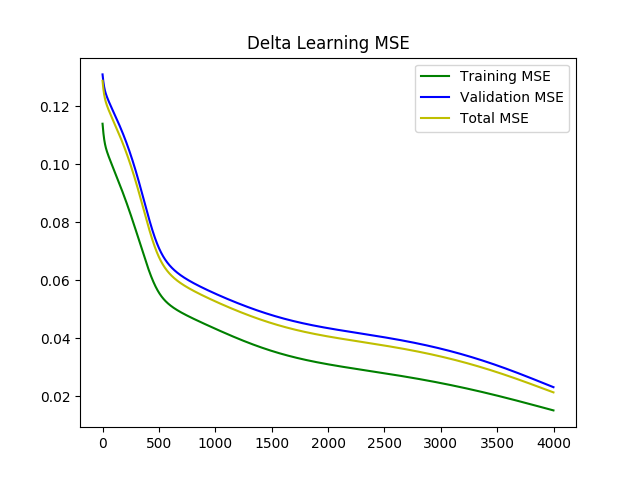 Delta Learning MSE
Training MSE
Validation MSE
Total MSE
0.12
0.10
0.08
0.06
0.04
0.02
0 500 1000 1500 2000 2500 3000 3500 4000